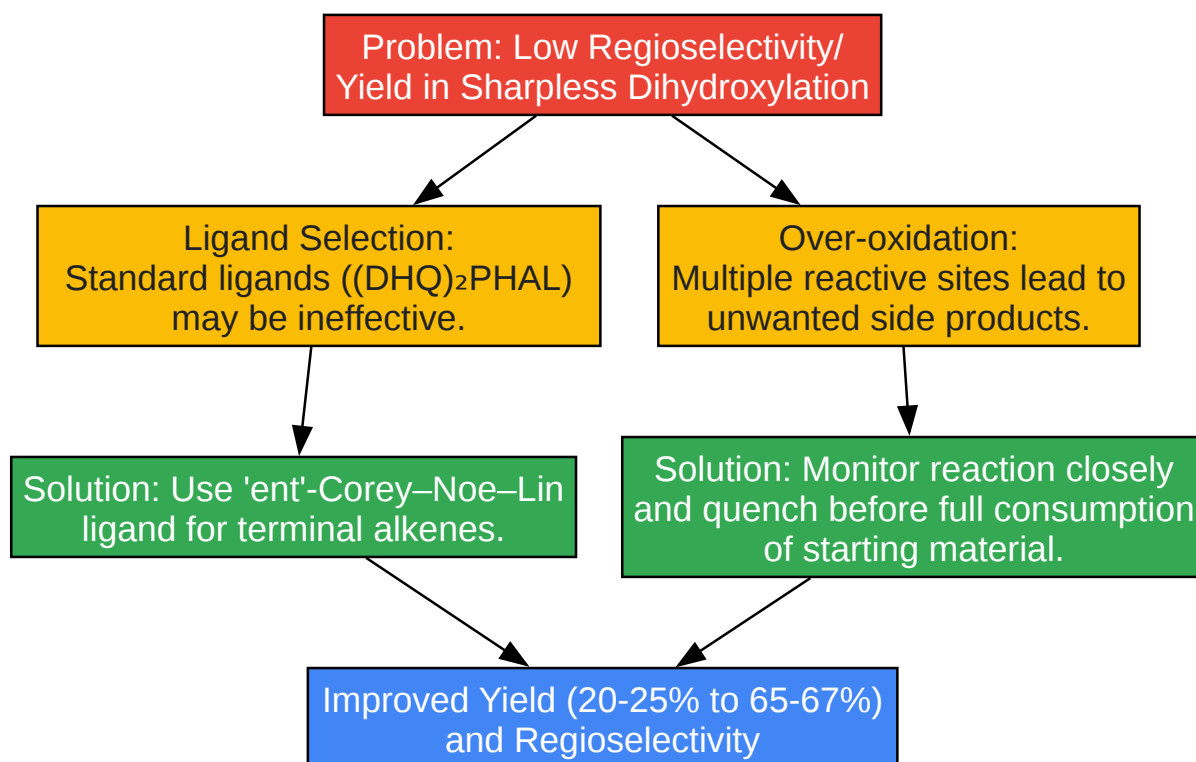 Problem: Low Regioselectivity/
Yield in Sharpless Dihydroxylation
Ligand Selection:
Standard ligands ((DHQ)₂PHAL)
may be ineffective.
Over-oxidation:
Multiple reactive sites lead to
unwanted side products.
Solution: Use 'ent'-Corey–Noe–Lin
ligand for terminal alkenes.
Solution: Monitor reaction closely
and quench before full consumption
of starting material.
Improved Yield (20-25% to 65-67%)
and Regioselectivity